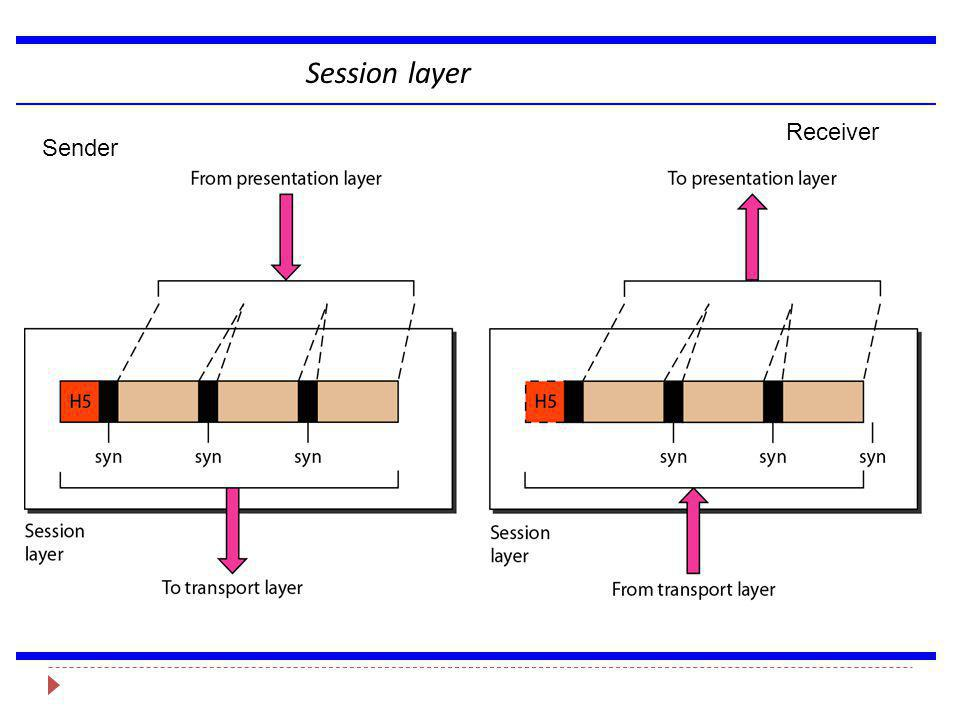 Session layer
Sender
Receiver
From presentation layer
To presentation layer
H5
syn syn syn
H5
syn syn syn
Session
layer
Session
layer
To transport layer
From transport layer